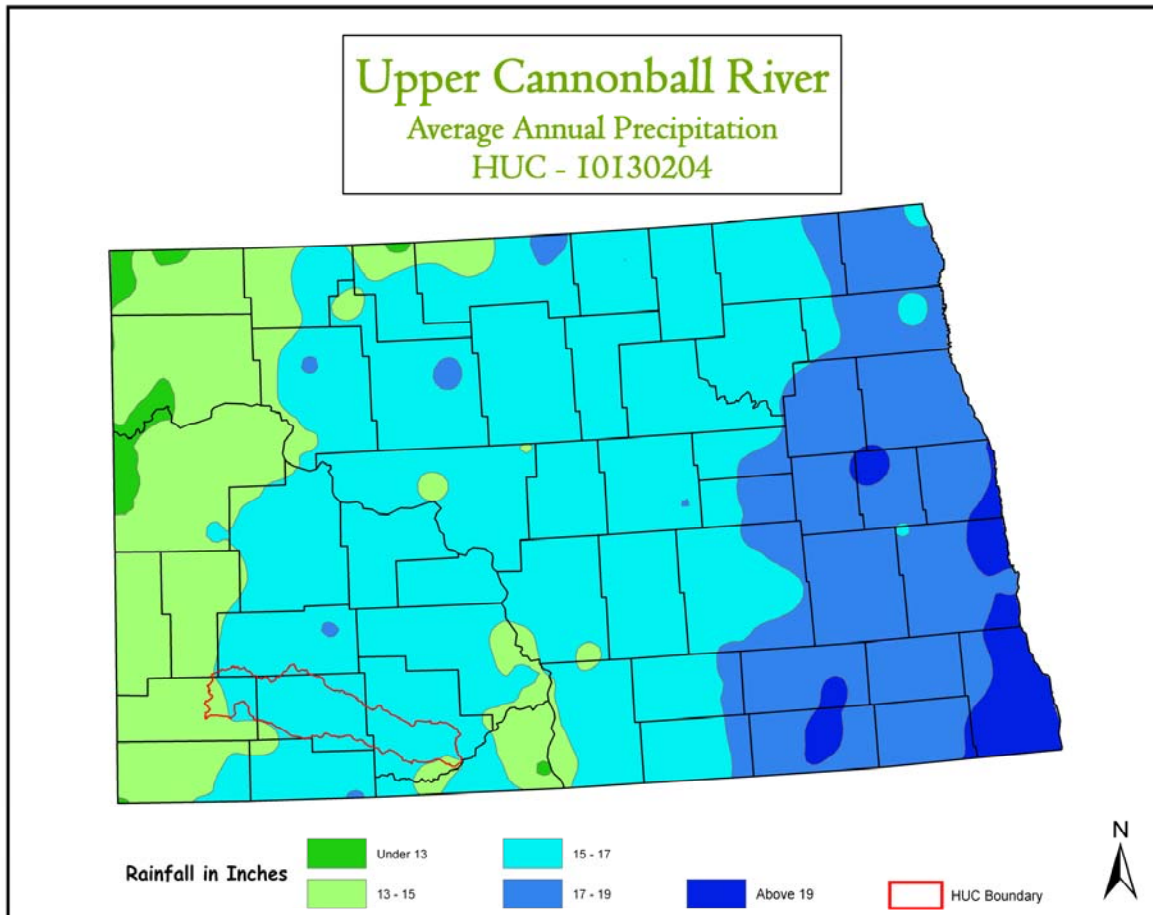 Upper Cannonball River
Average Annual Precipitation
HUC - 10130204
N
Rainfall in Inches
Under 13
15 - 17
13 - 15
17 - 19
Above 19
HUC Boundary